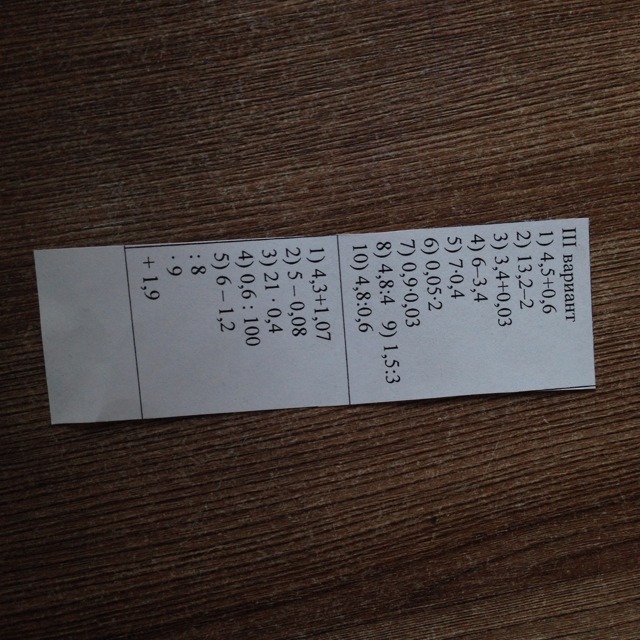 III вариант
1) 4,5+0,6
2) 13,2–2
3) 3,4+0,03
4) 6–3,4
5) 7·0,4
6) 0,05·2
7) 0,9·0,03
8) 4,8:4 9) 1,5:3
10) 4,8:0,6
1) 4,3+1,07
2) 5 – 0,08
3) 21 · 0,4
4) 0,6 : 100
5) 6 – 1,2
: 8
· 9
+ 1,9